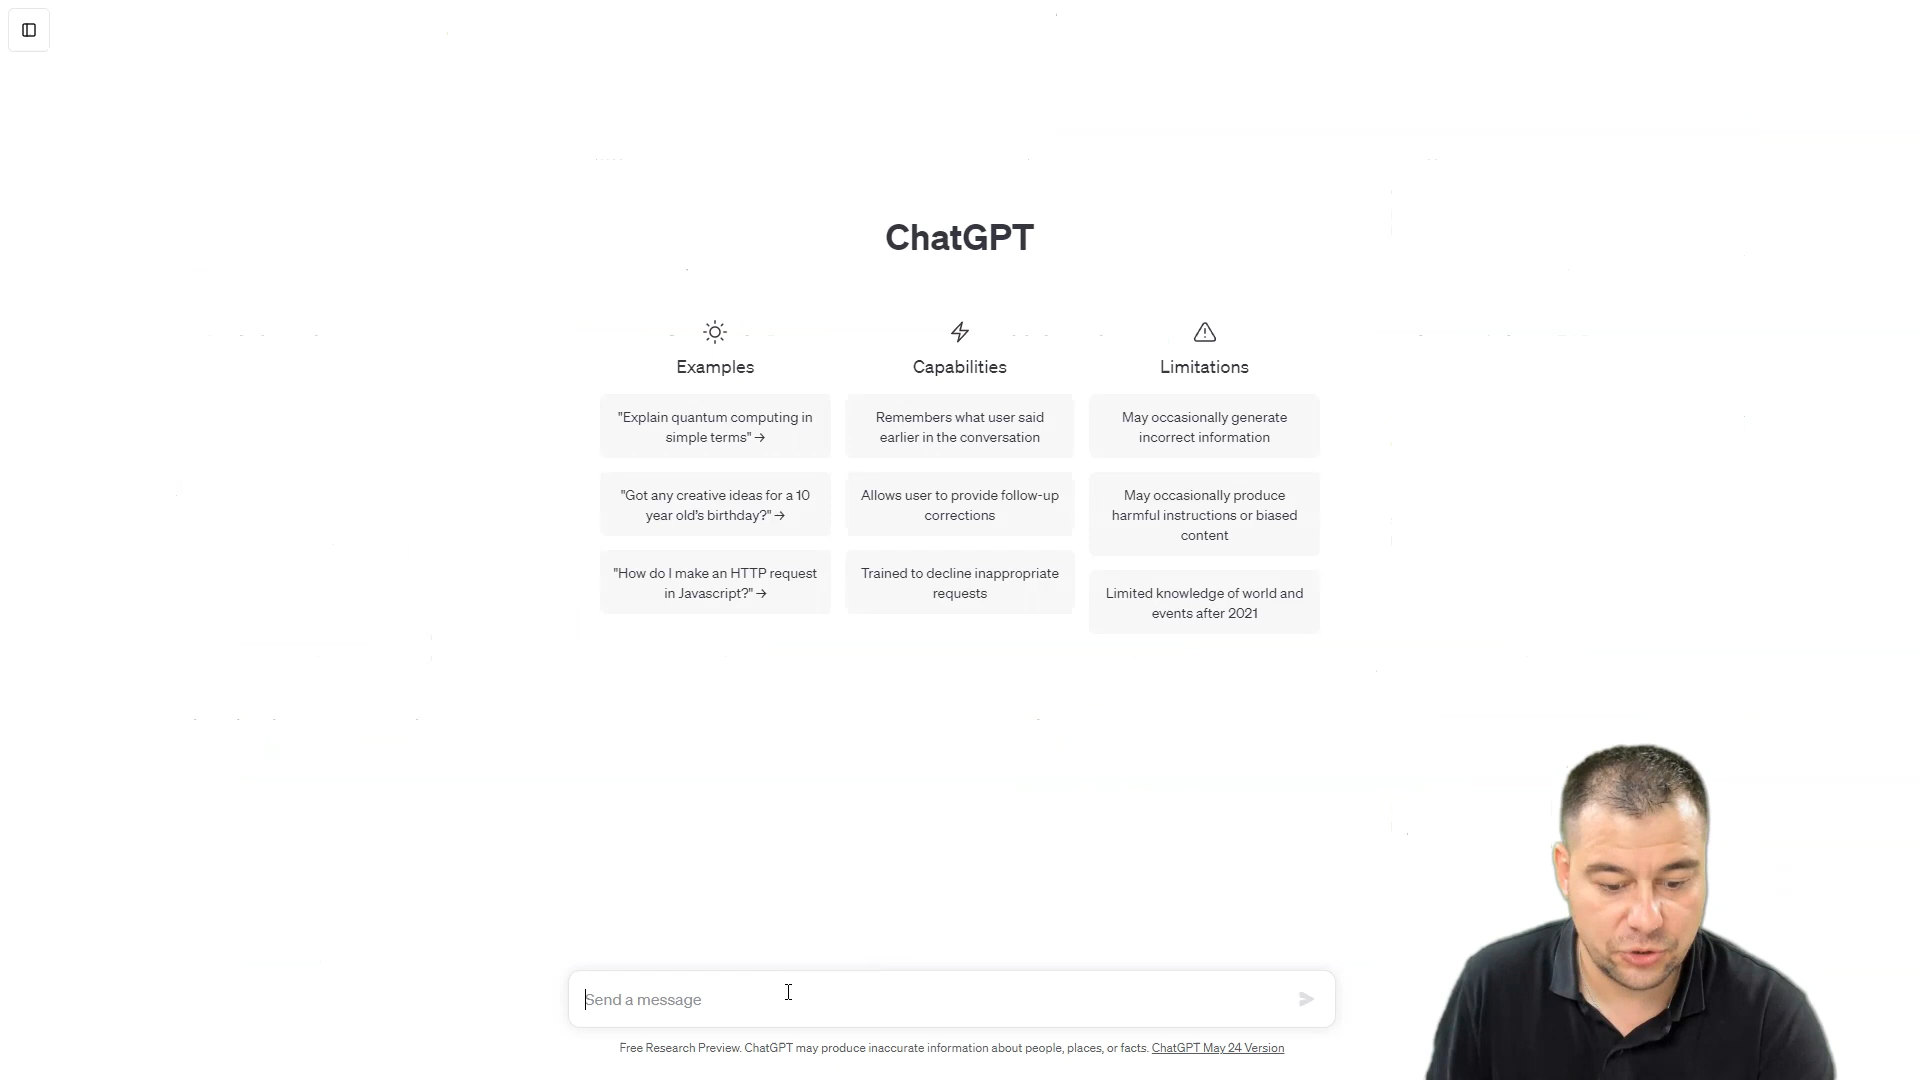 ChatGPT
Examples
"Explain quantum computing in
simple terms" →
"Got any creative ideas for a 10
year old's birthday?" →
"How do I make an HTTP request
in Javascript?" →
Capabilities
Remembers what user said
earlier in the conversation
Allows user to provide follow-up
corrections
Trained to decline inappropriate
requests
Limitations
May occasionally generate
incorrect information
May occasionally produce
harmful instructions or biased
content
Limited knowledge of world and
events after 2021
Send a message
Free Research Preview. ChatGPT may produce inaccurate information about people, places, or facts. ChatGPT May 24 Version